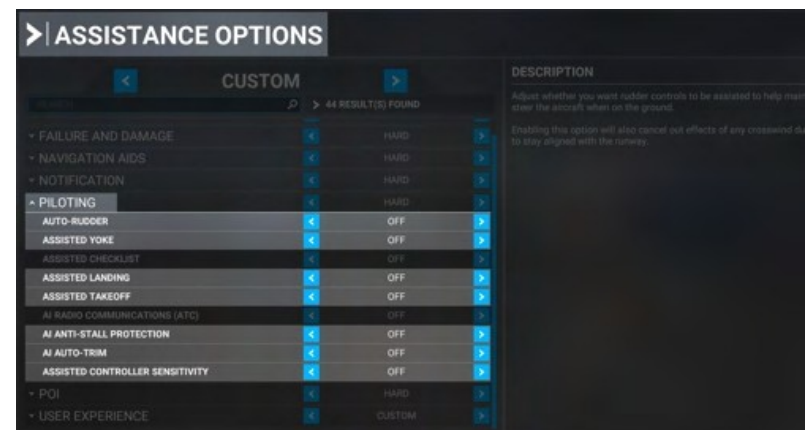 >| ASSISTANCE OPTIONS
< CUSTOM >
SEARCH > 44 RESULT(S) FOUND
FAILURE AND DAMAGE < HARD >
NAVIGATION AIDS < HARD >
NOTIFICATION < HARD >
PILOTING < HARD >
AUTO-RUDDER < OFF >
ASSISTED YOKE < OFF >
ASSISTED CHECKLIST < OFF >
ASSISTED LANDING < OFF >
ASSISTED TAKEOFF < OFF >
AI RADIO COMMUNICATIONS (ATC) < OFF >
AI ANTI-STALL PROTECTION < OFF >
AI AUTO-TRIM < OFF >
ASSISTED CONTROLLER SENSITIVITY < OFF >
POI < HARD >
USER EXPERIENCE < CUSTOM >
DESCRIPTION
Adjust whether you want rudder controls to be assisted to help
steer the aircraft when on the ground.
Enabling this option will also cancel out effects of any crosswind
to stay aligned with the runway.